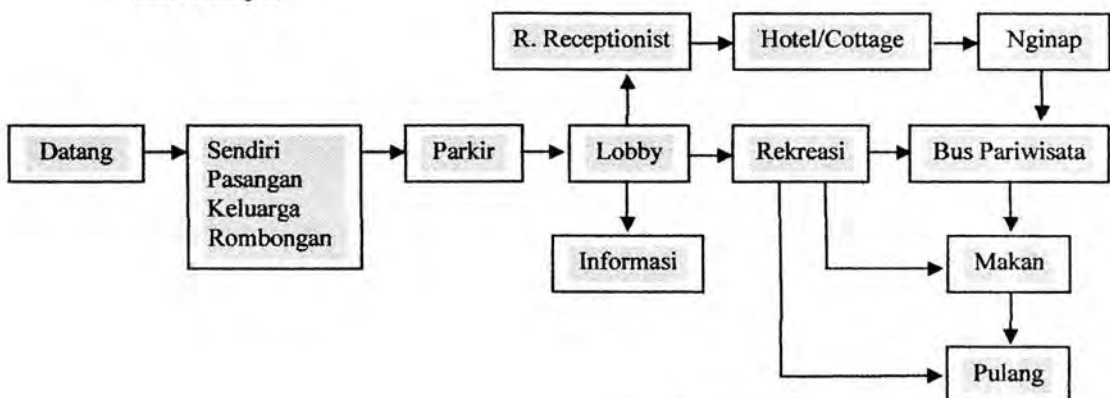 R. Receptionist
Hotel/Cottage
Nginap
Datang
Sendiri
Pasangan
Keluarga
Rombongan
Parkir
Lobby
Rekreasi
Bus Pariwisata
Informasi
Makan
Pulang